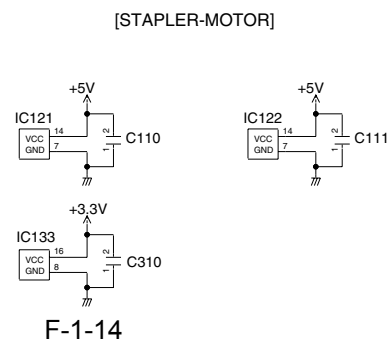 [STAPLER-MOTOR]
+5V
IC121
VCC 14
GND 7
2
1
C110
+5V
IC122
VCC 14
GND 7
2
1
C111
+3.3V
IC133
VCC 16
GND 8
2
1
C310
F-1-14